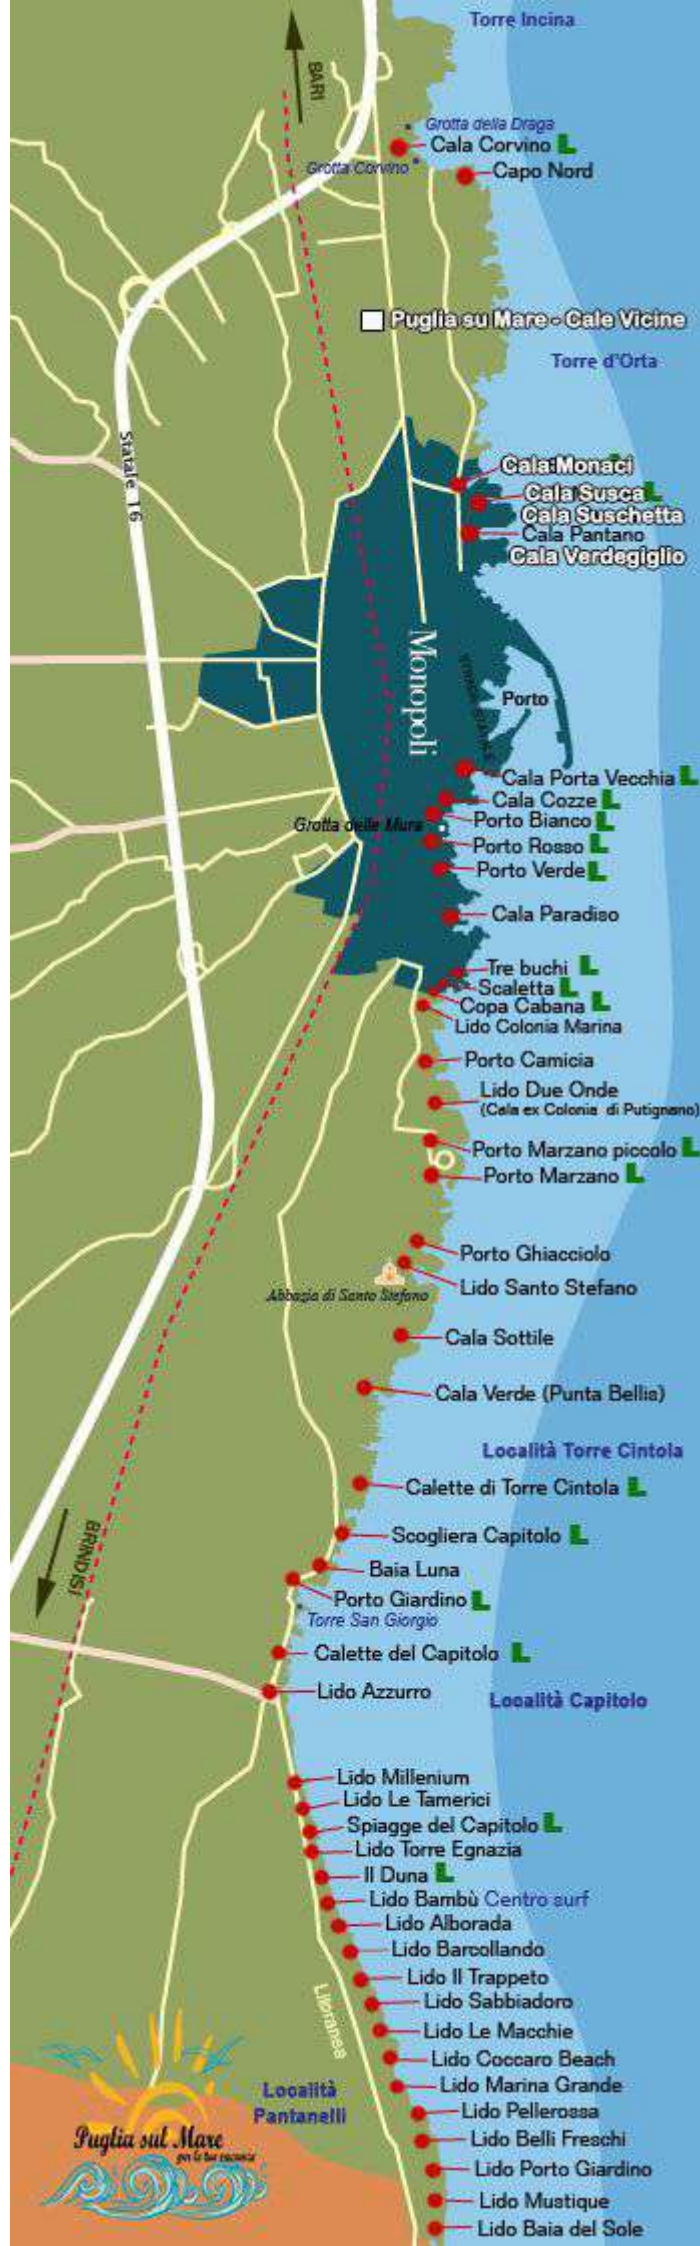 Torre Incina
BARI
Grotta della Draga
Cala Corvino L
Grotta Corvino
Capo Nord
Puglia su Mare - Cale Vicine
Torre d'Orta
Statale 16
Cala Monaci
Cala Susca L
Cala Suschetta
Cala Pantano
Cala Verdegiglio
Monopoli
Porto
Cala Porta Vecchia L
Cala Cozze L
Porto Bianco L
Grotta delle Mura
Porto Rosso L
Porto Verde L
Cala Paradiso
Tre buchi L
Scaletta L
Copa Cabana L
Lido Colonia Marina
Porto Camicia
Lido Due Onde
(Cala ex Colonia di Putignano)
Porto Marzano piccolo L
Porto Marzano L
Porto Ghiacciolo
Lido Santo Stefano
Abbazia di Santo Stefano
Cala Sottile
Cala Verde (Punta Bellis)
Località Torre Cintola
Calette di Torre Cintola L
Scogliera Capitolo L
BRINDISI
Baia Luna
Porto Giardino L
Torre San Giorgio
Calette del Capitolo L
Lido Azzurro
Località Capitolo
Lido Millenium
Lido Le Tamerici
Spiagge del Capitolo L
Lido Torre Egnazia
Il Duna L
Lido Bambù Centro surf
Lido Alborada
Lido Barcollando
Lido Il Trappeto
Lido Sabbiadoro
Litoranea
Lido Le Macchie
Lido Coccaro Beach
Lido Marina Grande
Località
Pantanelli
Lido Pellerossa
Puglia sul Mare
per le tue vacanze
Lido Belli Freschi
Lido Porto Giardino
Lido Mustique
Lido Baia del Sole